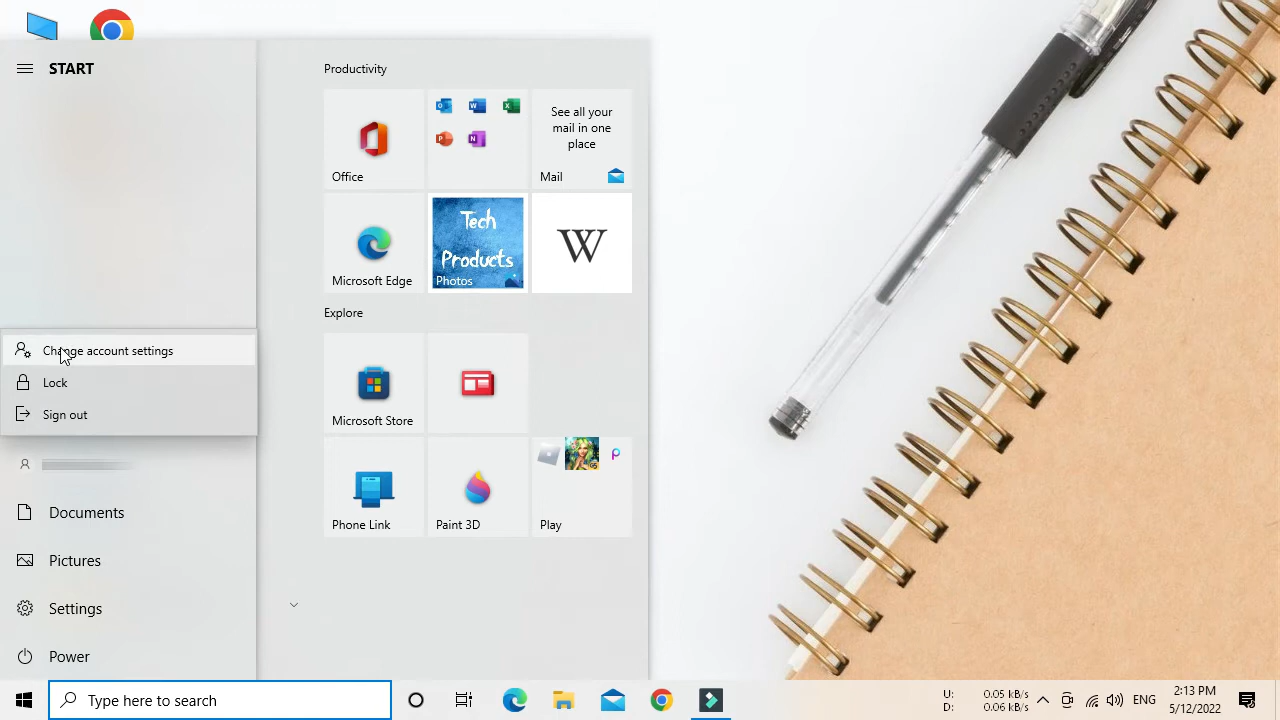 START
Productivity
See all your
mail in one
place
Office
Mail
Tech
Products
W
Microsoft Edge
Photos
Explore
Change account settings
Lock
Microsoft Store
Sign out
Documents
Phone Link
Paint 3D
Play
Pictures
Settings
Power
Type here to search
U: 0.05 kB/s
D: 0.06 kB/s
ENG
2:13 PM
5/12/2022